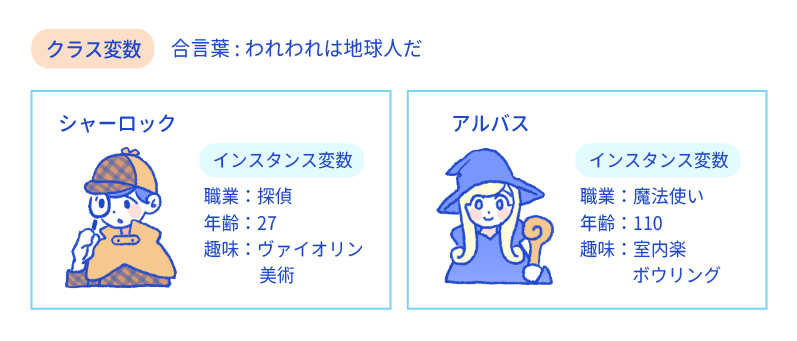 クラス変数 合言葉 : われわれは地球人だ
シャーロック
インスタンス変数
職業：探偵
年齢：27
趣味：ヴァイオリン
美術
アルバス
インスタンス変数
職業：魔法使い
年齢：110
趣味：室内楽
ボウリング